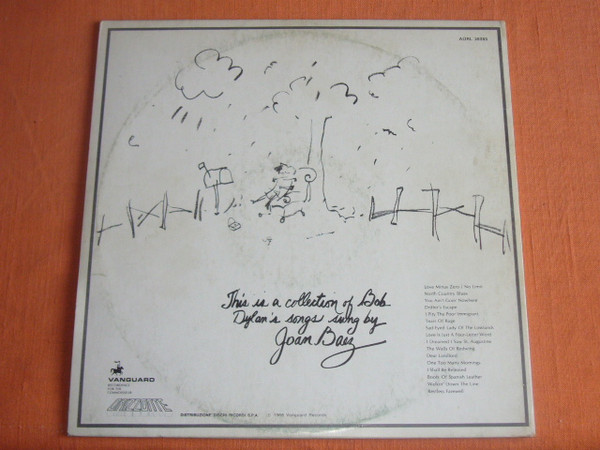 This is a collection of Bob
Dylan's songs sung by
Joan Baez
Love Minus Zero / No Limit
North Country Blues
You Ain't Goin' Nowhere
Drifter's Escape
I Pity The Poor Immigrant
Tears Of Rage
Sad Eyed Lady Of The Lowlands
Love Is Just A Four-Letter Word
I Dreamed I Saw St. Augustine
The Walls Of Redwing
Dear Landlord
One Too Many Mornings
I Shall Be Released
Boots Of Spanish Leather
Walkin' Down The Line
Restless Farewell
VANGUARD
RECORDINGS
FOR THE
CONNOISSEUR
DISTRIBUZIONE DISCHI RICORDI S.P.A. © 1968 Vanguard Records